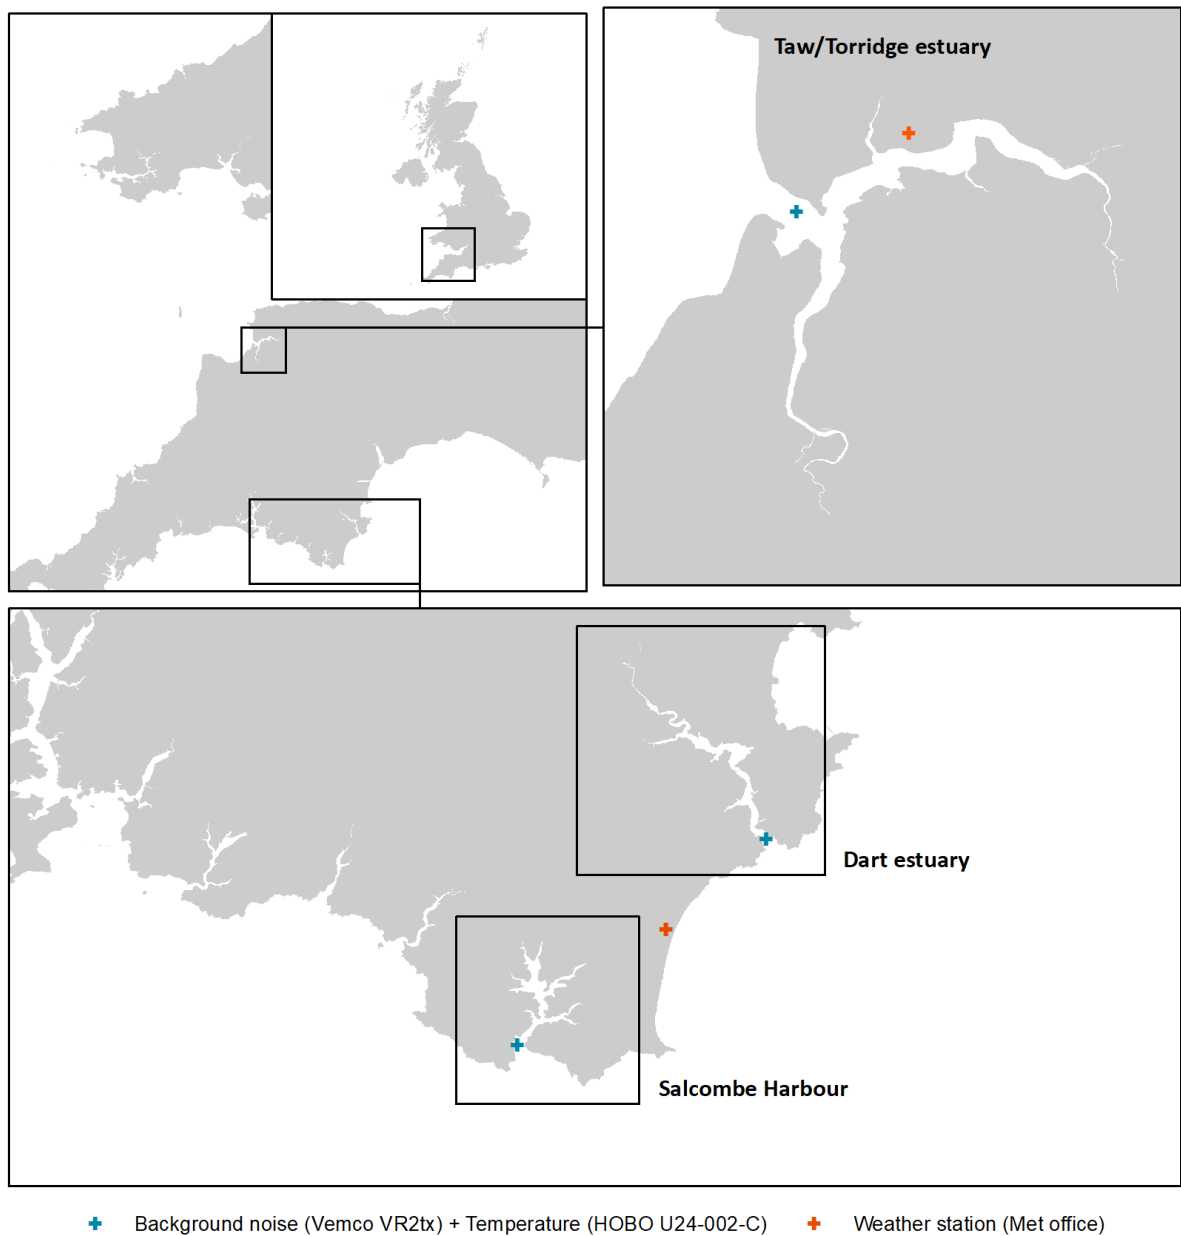 Taw/Torridge estuary
Dart estuary
Salcombe Harbour
Background noise (Vemco VR2tx) + Temperature (HOBO U24-002-C)
Weather station (Met office)